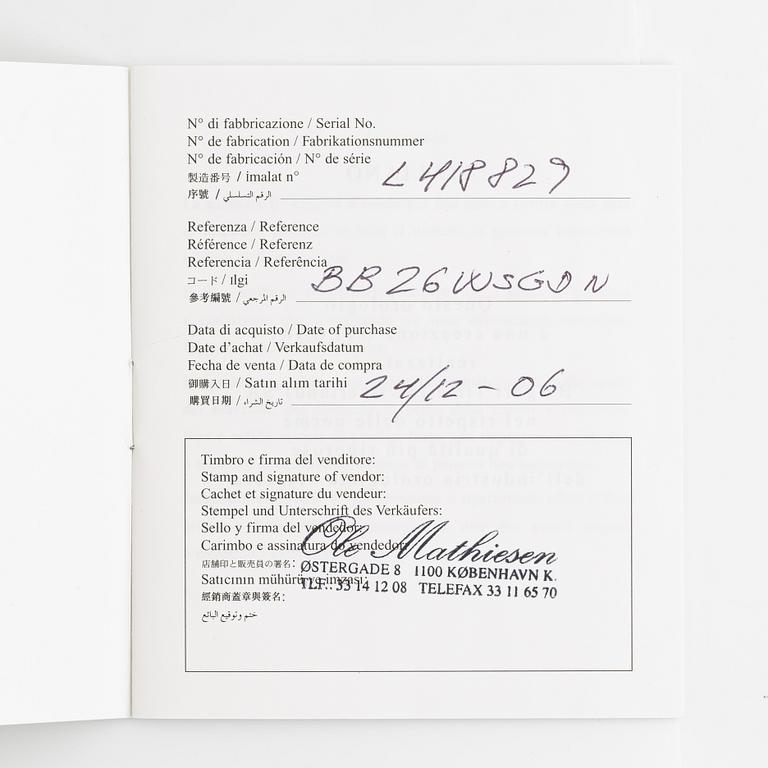 N° di fabbricazione / Serial No.
N° de fabrication / Fabrikationsnummer
N° de fabricación / N° de série
製造番号 / imalat n°
序號 / الرقم التسلسلي
L418829
Referenza / Reference
Référence / Referenz
Referencia / Referência
コード / ılgi
參考編號 / الرقم المرجعي
BB26WSGDN
Data di acquisto / Date of purchase
Date d'achat / Verkaufsdatum
Fecha de venta / Data de compra
御購入日 / Satın alım tarihi
購買日期 / تاريخ الشراء
24/12 - 06
Timbro e firma del venditore:
Stamp and signature of vendor:
Cachet et signature du vendeur:
Stempel und Unterschrift des Verkäufers:
Sello y firma del vendedor:
Carimbo e assinatura do vendedor:
店舗印と販売員の署名:
Satıcının mühürü ve imzası:
經銷商蓋章與簽名:
ختم وتوقيع البائع
Ole Mathiesen
ØSTERGADE 8 1100 KØBENHAVN K.
TLF.: 33 14 12 08 TELEFAX 33 11 65 70